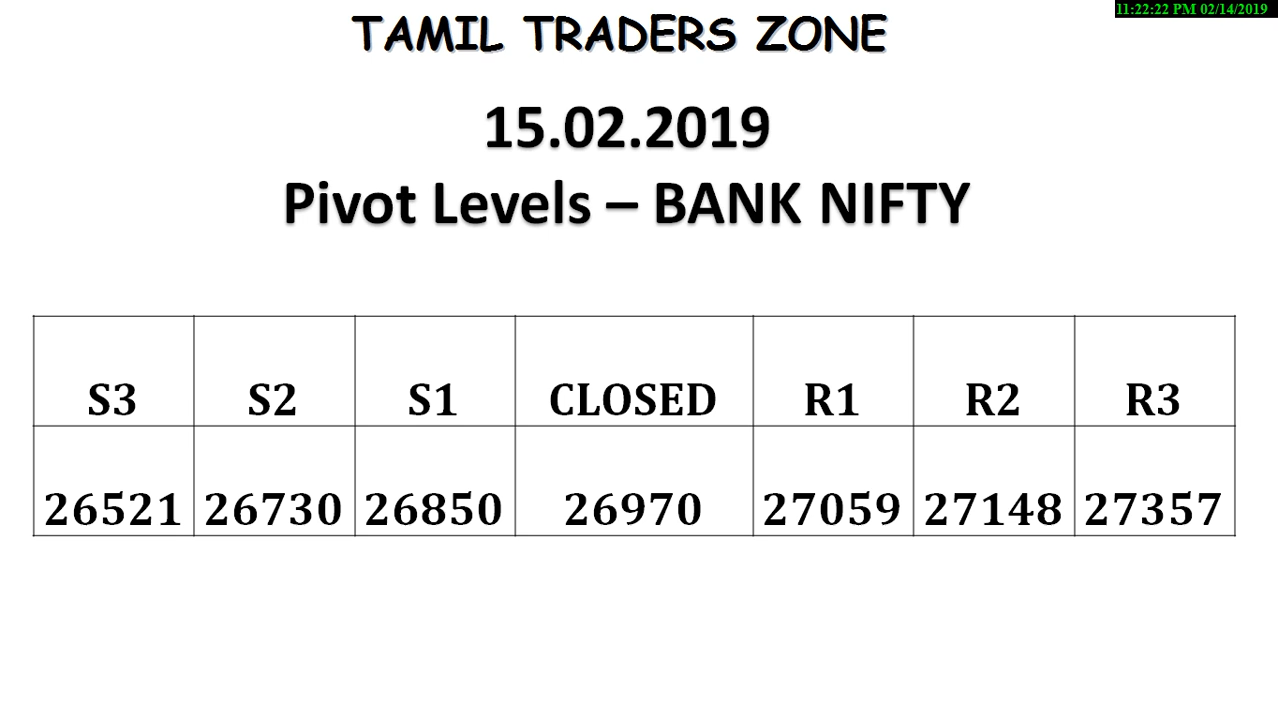 11:22:22 PM 02/14/2019
TAMIL TRADERS ZONE
15.02.2019
Pivot Levels – BANK NIFTY
S3 S2 S1 CLOSED R1 R2 R3
26521 26730 26850 26970 27059 27148 27357